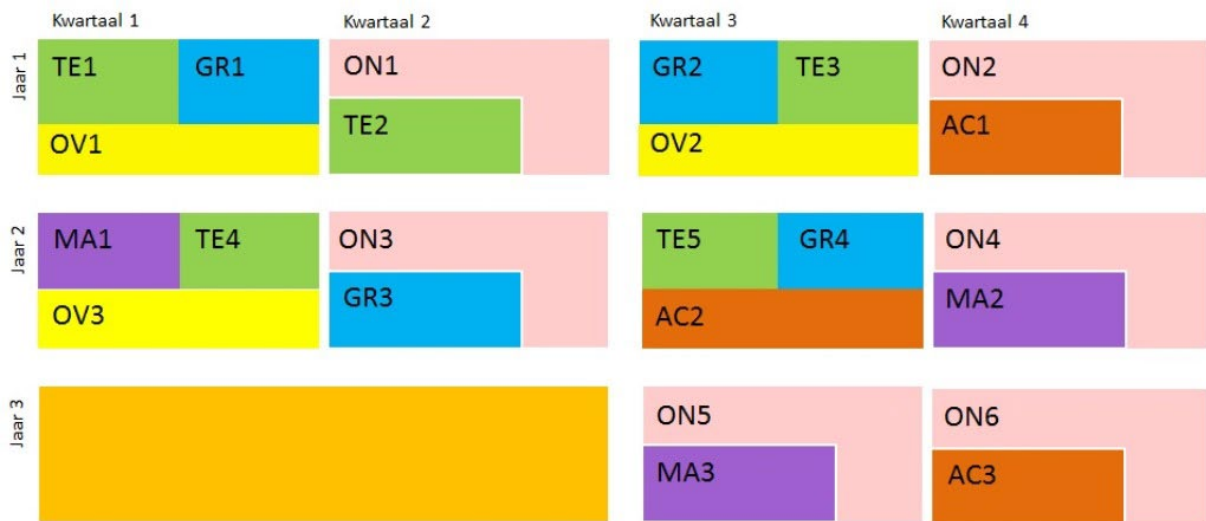 Kwartaal 1
Kwartaal 2
Kwartaal 3
Kwartaal 4
Jaar 1
TE1
GR1
OV1
ON1
TE2
GR2
TE3
OV2
ON2
AC1
Jaar 2
MA1
TE4
OV3
ON3
GR3
TE5
GR4
AC2
ON4
MA2
Jaar 3
ON5
MA3
ON6
AC3